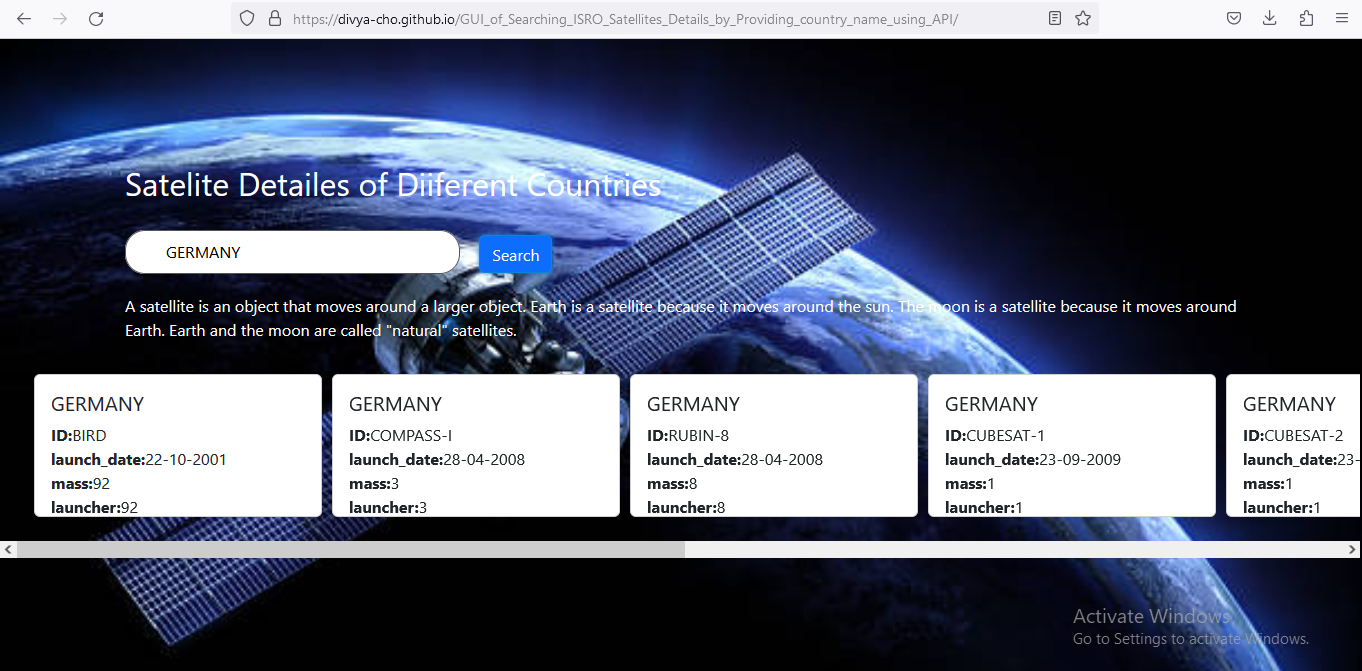 https://divya-cho.github.io/GUI_of_Searching_ISRO_Satellites_Details_by_Providing_country_name_using_API/
Satelite Detailes of Diiferent Countries
GERMANY
Search
A satellite is an object that moves around a larger object. Earth is a satellite because it moves around the sun. The moon is a satellite because it moves around
Earth. Earth and the moon are called "natural" satellites.
GERMANY
ID:BIRD
launch_date:22-10-2001
mass:92
launcher:92
GERMANY
ID:COMPASS-I
launch_date:28-04-2008
mass:3
launcher:3
GERMANY
ID:RUBIN-8
launch_date:28-04-2008
mass:8
launcher:8
GERMANY
ID:CUBESAT-1
launch_date:23-09-2009
mass:1
launcher:1
GERMANY
ID:CUBESAT-2
launch_date:23-
mass:1
launcher:1
Activate Windows
Go to Settings to activate Windows.